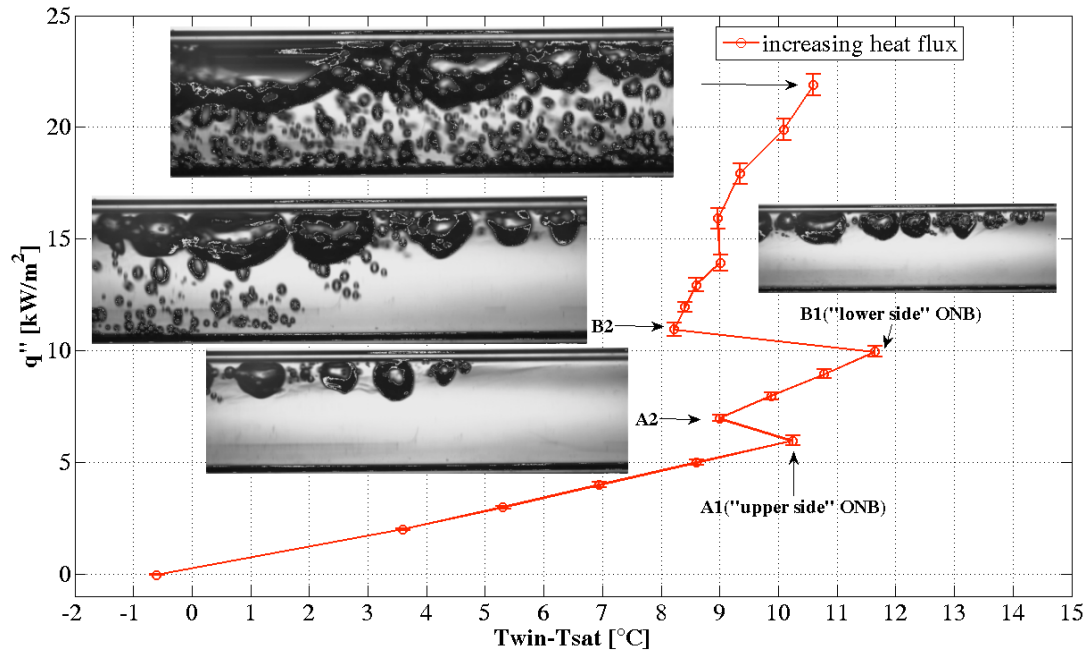 25
20
15
10
5
0
q'' [kW/m²]
increasing heat flux
B1("lower side" ONB)
B2
A2
A1("upper side" ONB)
-2 -1 0 1 2 3 4 5 6 7 8 9 10 11 12 13 14 15
Twin-Tsat [°C]